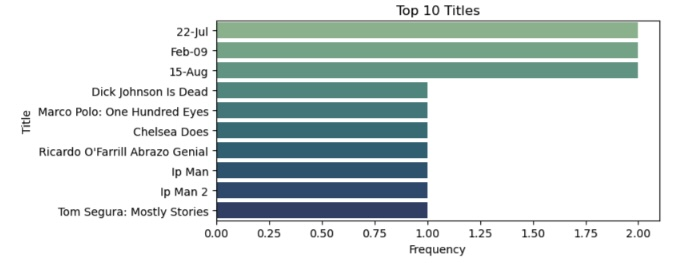 Top 10 Titles
22-Jul
Feb-09
15-Aug
Dick Johnson Is Dead
Marco Polo: One Hundred Eyes
Chelsea Does
Ricardo O'Farrill Abrazo Genial
Ip Man
Ip Man 2
Tom Segura: Mostly Stories
Title
0.00 0.25 0.50 0.75 1.00 1.25 1.50 1.75 2.00
Frequency